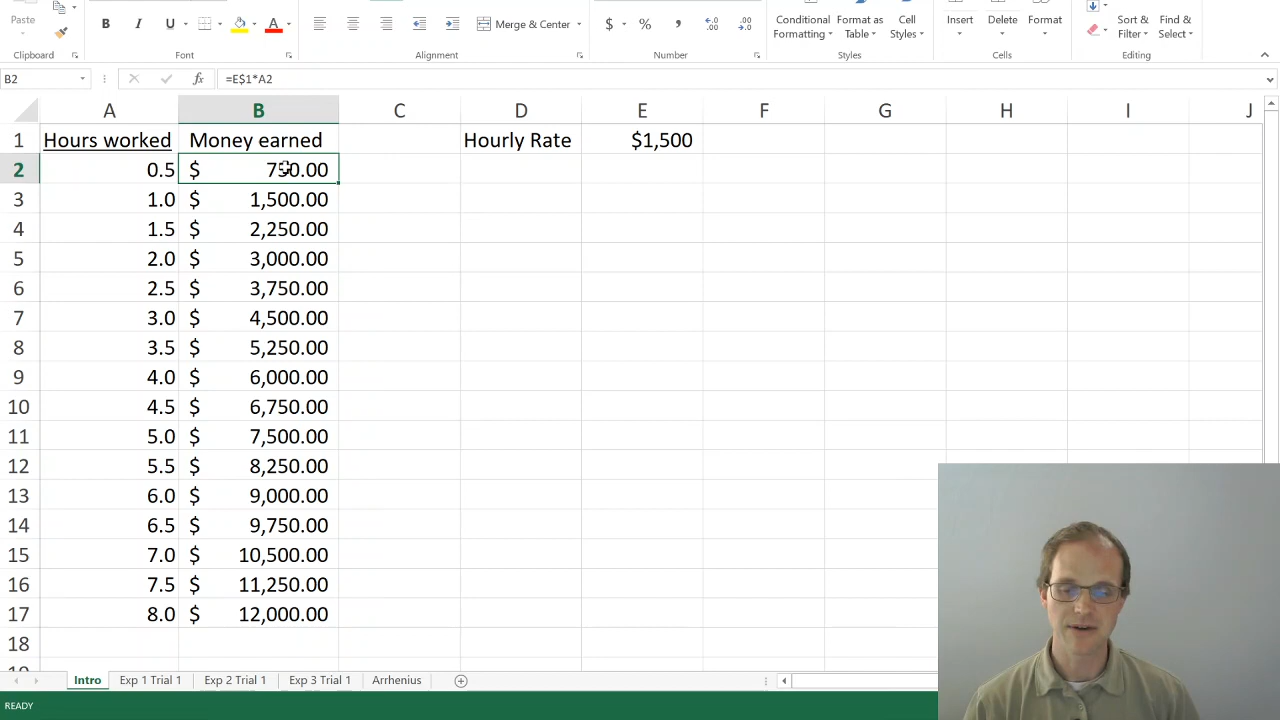 Paste
B I U A
Merge & Center
$ % ,
Conditional
Formatting
Format as
Table
Cell
Styles
Insert
Delete
Format
Sort &
Filter
Find &
Select
Clipboard
Font
Alignment
Number
Styles
Cells
Editing
B2
fx
=E$1*A2
A B C D E F G H I J
1 Hours worked Money earned Hourly Rate $1,500
2 0.5 $ 750.00
3 1.0 $ 1,500.00
4 1.5 $ 2,250.00
5 2.0 $ 3,000.00
6 2.5 $ 3,750.00
7 3.0 $ 4,500.00
8 3.5 $ 5,250.00
9 4.0 $ 6,000.00
10 4.5 $ 6,750.00
11 5.0 $ 7,500.00
12 5.5 $ 8,250.00
13 6.0 $ 9,000.00
14 6.5 $ 9,750.00
15 7.0 $ 10,500.00
16 7.5 $ 11,250.00
17 8.0 $ 12,000.00
18
Intro Exp 1 Trial 1 Exp 2 Trial 1 Exp 3 Trial 1 Arrhenius
READY